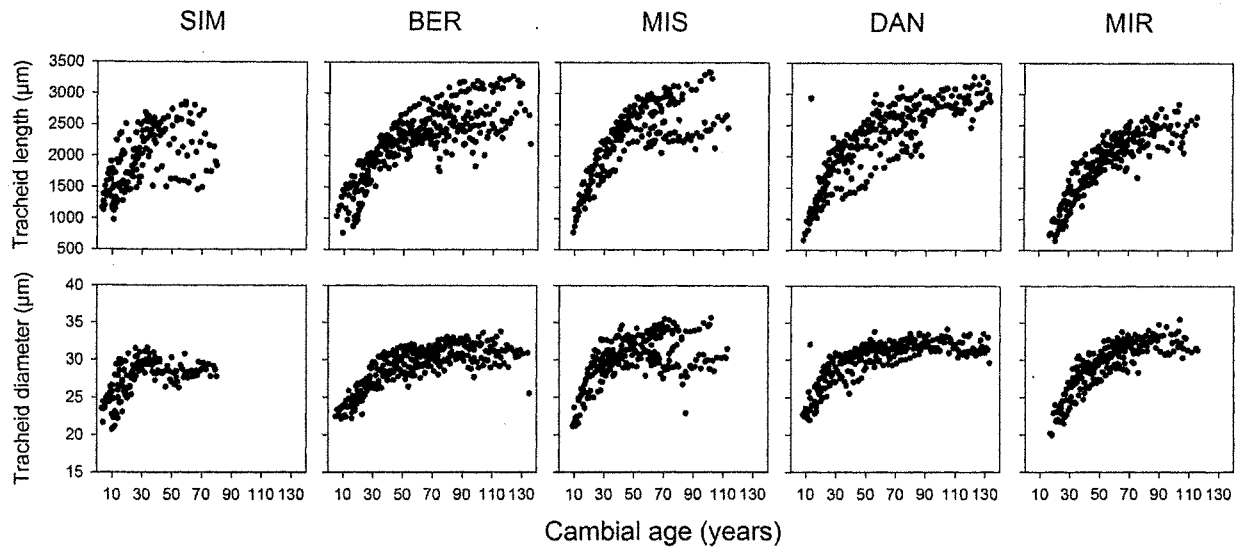 SIM BER MIS DAN MIR
Tracheid length (µm)
3500
3000
2500
2000
1500
1000
500
Tracheid diameter (µm)
40
35
30
25
20
15
10 30 50 70 90 110 130 10 30 50 70 90 110 130 10 30 50 70 90 110 130 10 30 50 70 90 110 130 10 30 50 70 90 110 130
Cambial age (years)